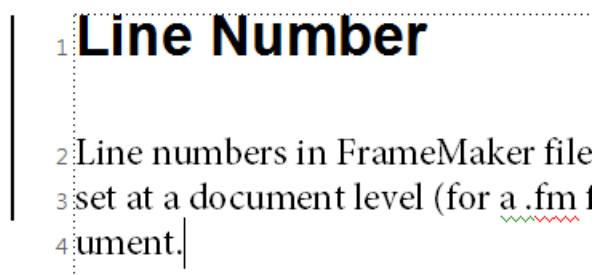 1 Line Number
2 Line numbers in FrameMaker file
3 set at a document level (for a .fm
4 ument.